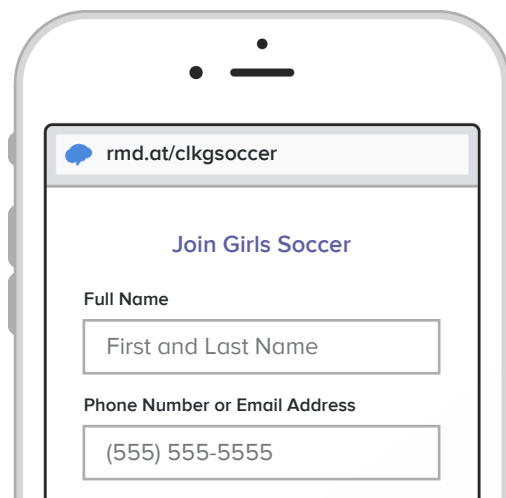 rmd.at/clkgsoccer
Join Girls Soccer
Full Name
First and Last Name
Phone Number or Email Address
(555) 555-5555